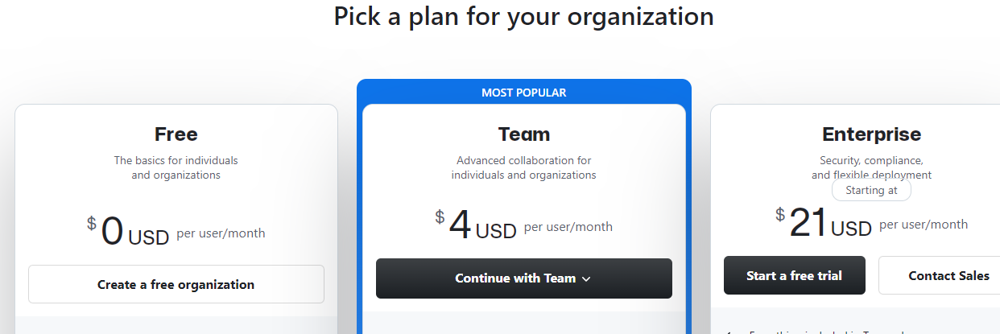 Pick a plan for your organization
Free
The basics for individuals
and organizations
$ 0 USD per user/month
Create a free organization
MOST POPULAR
Team
Advanced collaboration for
individuals and organizations
$ 4 USD per user/month
Continue with Team
Enterprise
Security, compliance,
and flexible deployment
Starting at
$ 21 USD per user/month
Start a free trial
Contact Sales